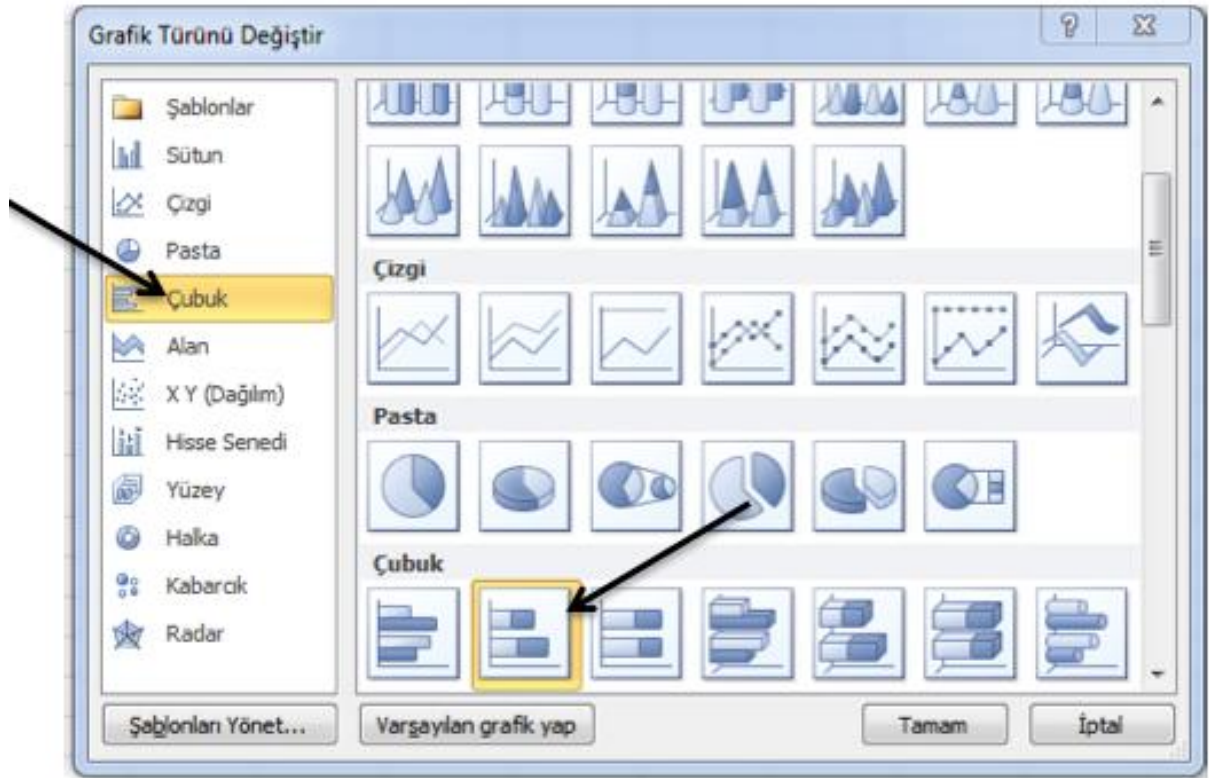 Grafik Türünü Değiştir
Şablonlar
Sütun
Çizgi
Pasta
Çubuk
Alan
X Y (Dağılım)
Hisse Senedi
Yüzey
Halka
Kabarcık
Radar
Çizgi
Pasta
Çubuk
Şablonları Yönet...
Varsayılan grafik yap
Tamam
İptal